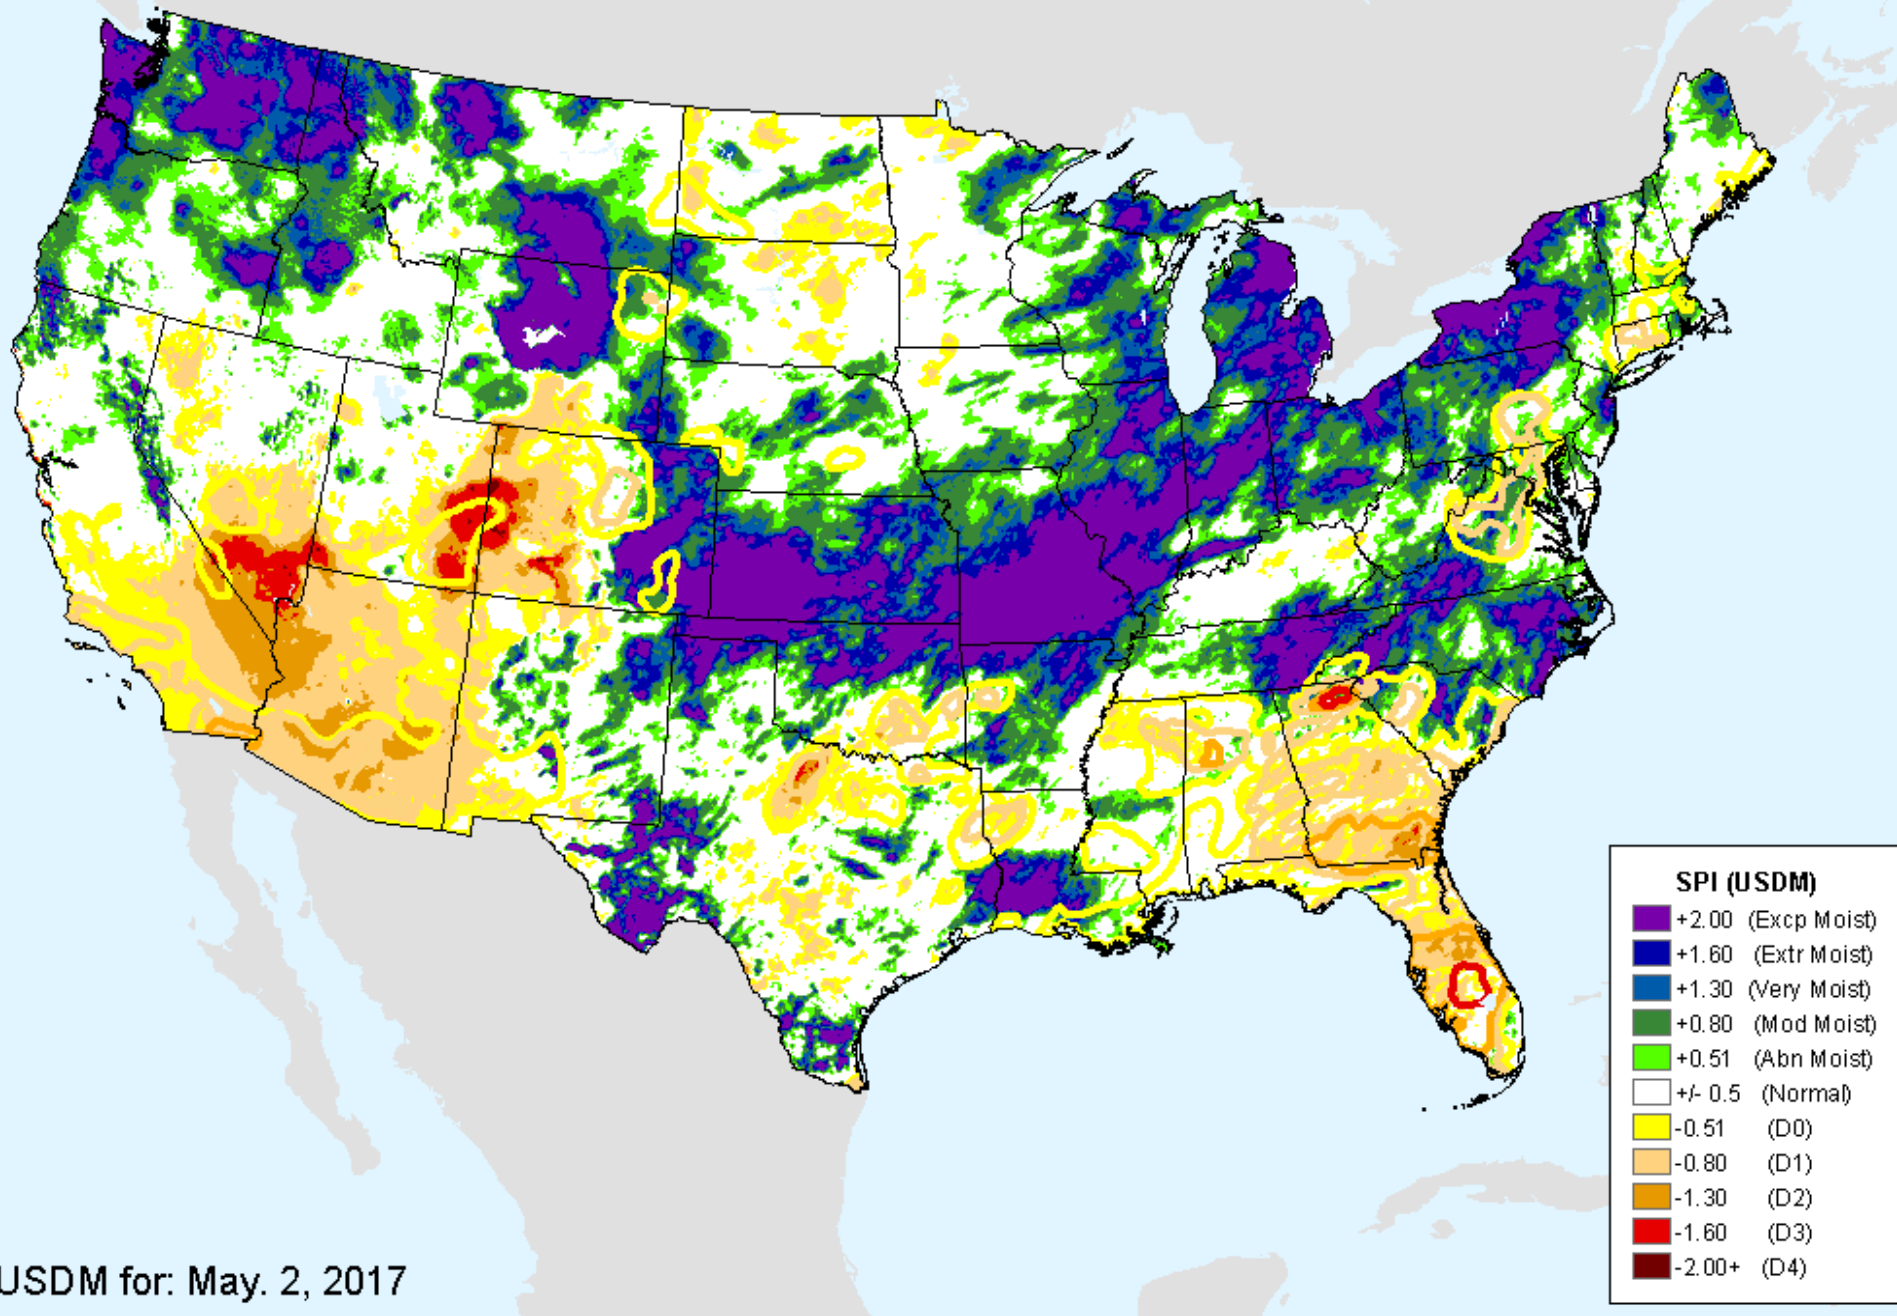 SPI (USDM)
+2.00 (Excp Moist)
+1.60 (Extr Moist)
+1.30 (Very Moist)
+0.80 (Mod Moist)
+0.51 (Abn Moist)
+/- 0.5 (Normal)
-0.51 (D0)
-0.80 (D1)
-1.30 (D2)
-1.60 (D3)
-2.00+ (D4)
USDM for: May. 2, 2017